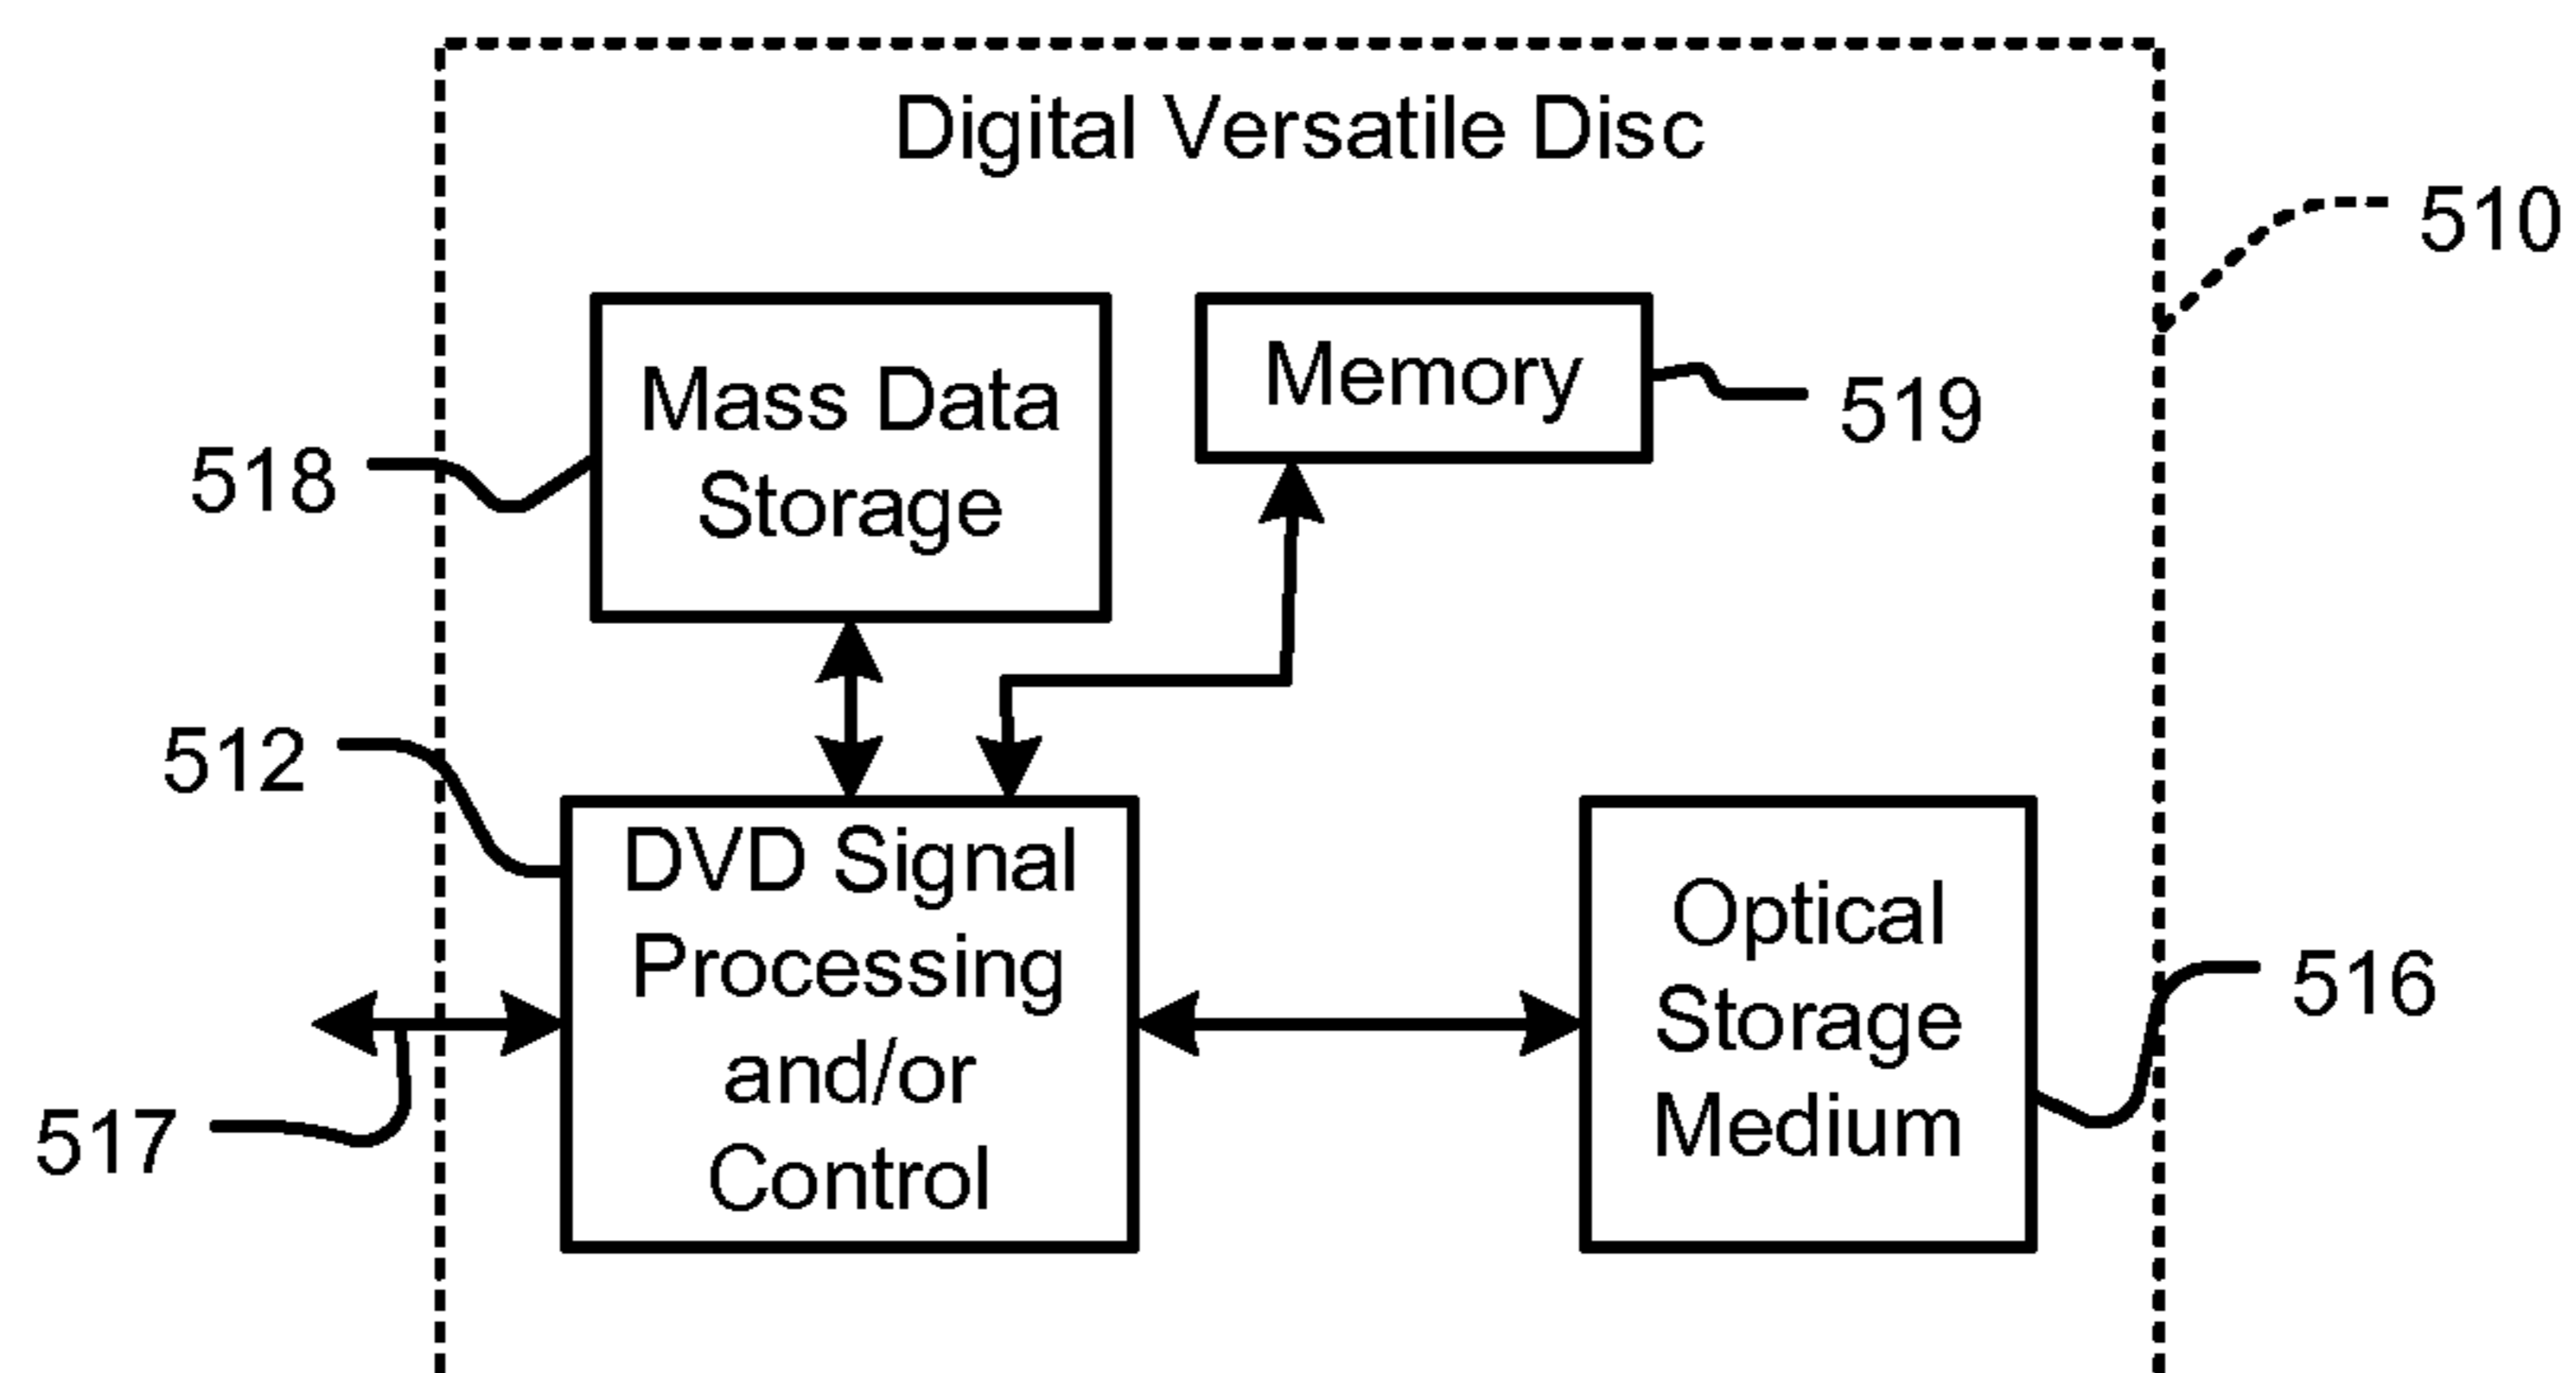 Digital Versatile Disc
510
Mass Data
Storage
518
Memory
519
512
DVD Signal
Processing
and/or
Control
Optical
Storage
Medium
516
517